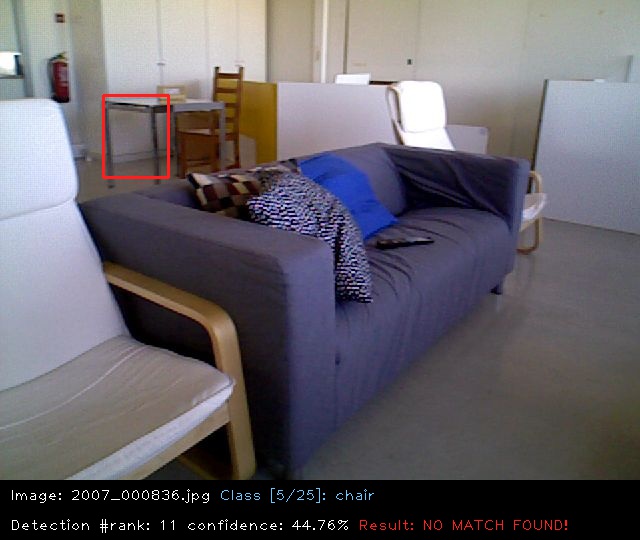 Image: 2007_000836.jpg Class [5/25]: chair
Detection #rank: 11 confidence: 44.76% Result: NO MATCH FOUND!